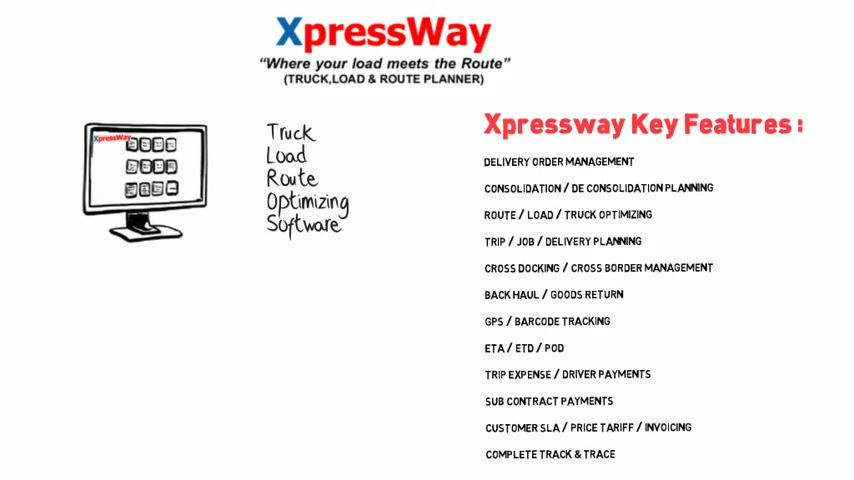 XpressWay
“Where your load meets the Route”
(TRUCK,LOAD & ROUTE PLANNER)
XpressWay
Truck
Load
Route
Optimizing
Software
Xpressway Key Features :
DELIVERY ORDER MANAGEMENT
CONSOLIDATION / DE CONSOLIDATION PLANNING
ROUTE / LOAD / TRUCK OPTIMIZING
TRIP / JOB / DELIVERY PLANNING
CROSS DOCKING / CROSS BORDER MANAGEMENT
BACK HAUL / GOODS RETURN
GPS / BARCODE TRACKING
ETA / ETD / POD
TRIP EXPENSE / DRIVER PAYMENTS
SUB CONTRACT PAYMENTS
CUSTOMER SLA / PRICE TARIFF / INVOICING
COMPLETE TRACK & TRACE